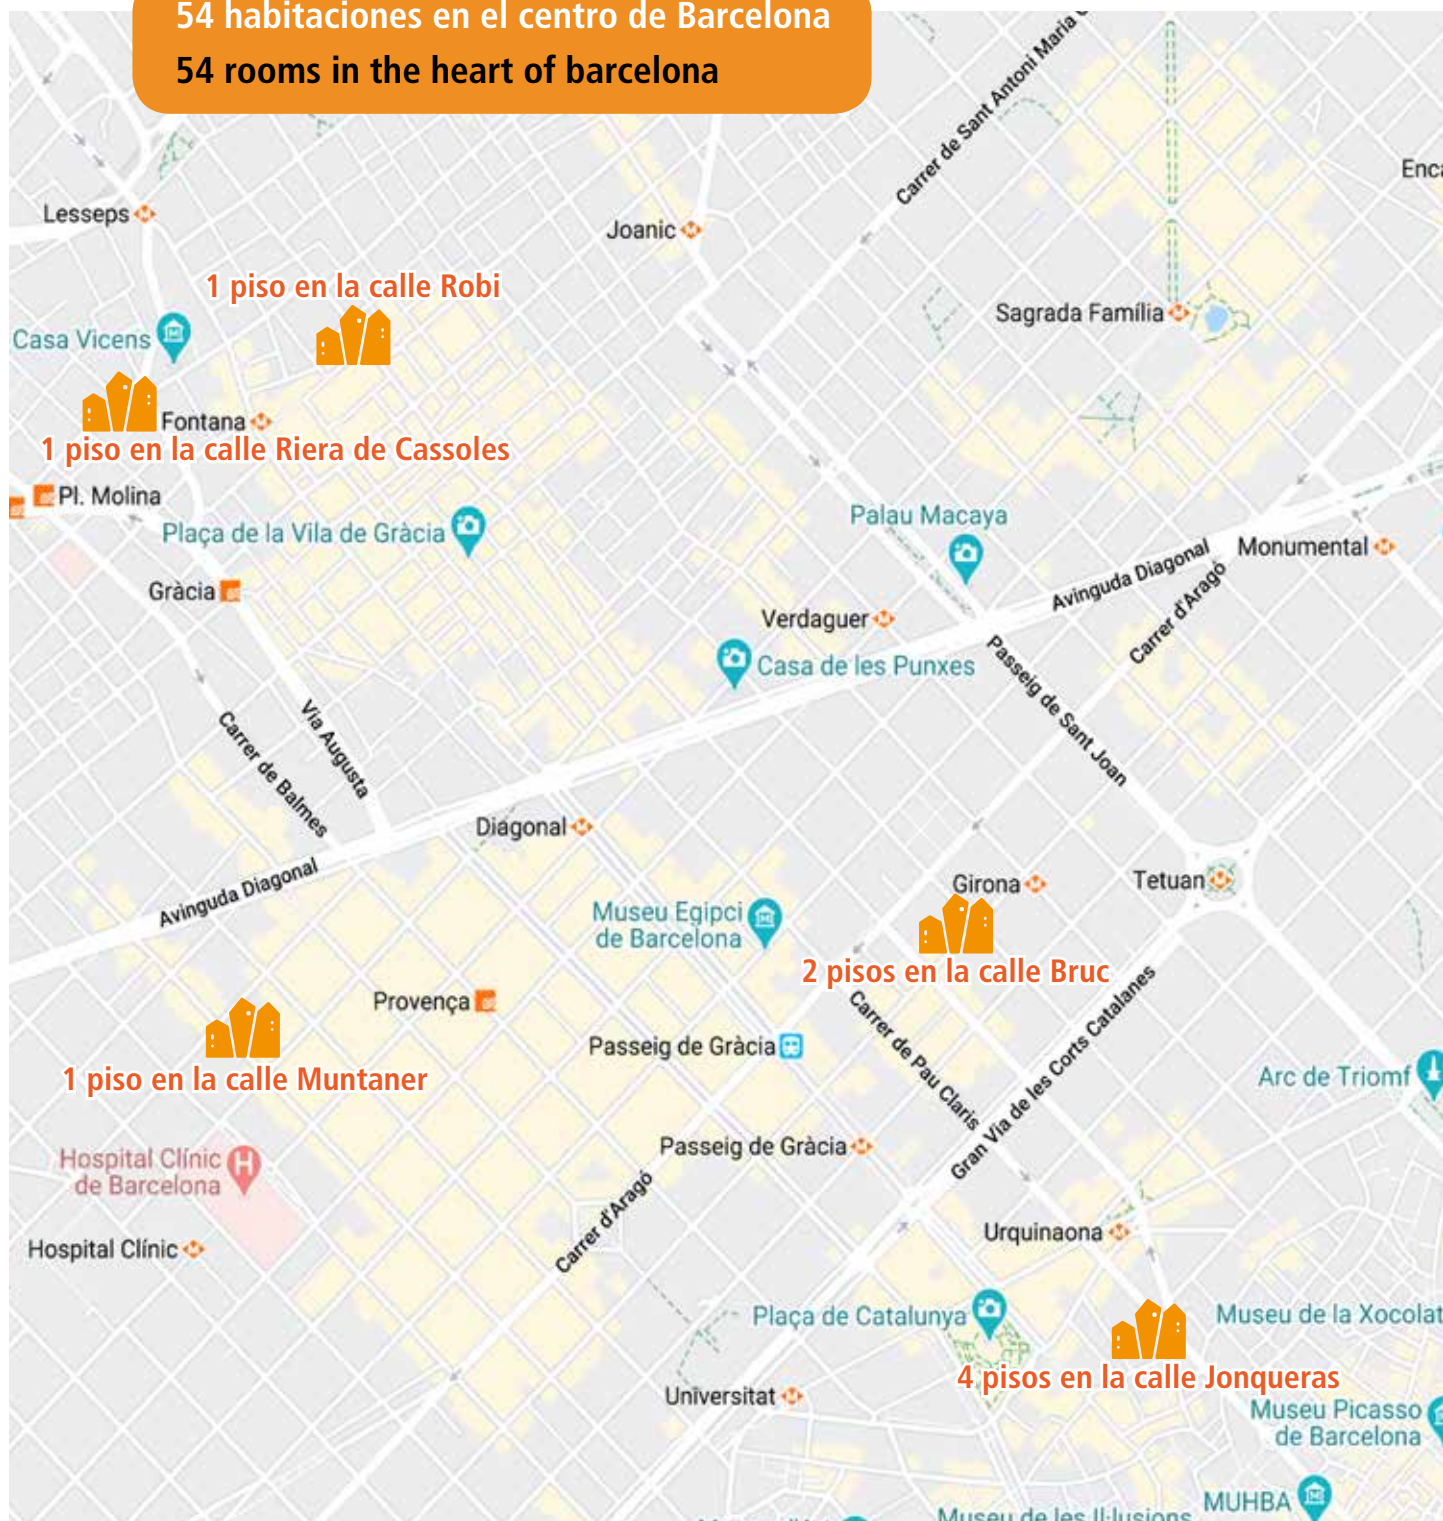 54 habitaciones en el centro de Barcelona
54 rooms in the heart of barcelona
Carrer de Sant Antoni Maria
Enca
Lesseps
Joanic
1 piso en la calle Robi
Sagrada Família
Casa Vicens
Fontana
1 piso en la calle Riera de Cassoles
Pl. Molina
Plaça de la Vila de Gràcia
Palau Macaya
Monumental
Avinguda Diagonal
Carrer d'Aragó
Gràcia
Verdaguer
Casa de les Punxes
Passeig de Sant Joan
Via Augusta
Carrer de Balmes
Diagonal
Avinguda Diagonal
Girona
Tetuan
Museu Egipci
de Barcelona
2 pisos en la calle Bruc
Provença
Carrer de Pau Claris
Gran Via de les Corts Catalanes
Passeig de Gràcia
1 piso en la calle Muntaner
Arc de Triomf
Passeig de Gràcia
Hospital Clínic
de Barcelona
H
Carrer d'Aragó
Hospital Clínic
Urquinaona
Plaça de Catalunya
Museu de la Xocolat
4 pisos en la calle Jonqueras
Universitat
Museu Picasso
de Barcelona
MUHBA
Museu de les Il·lusions